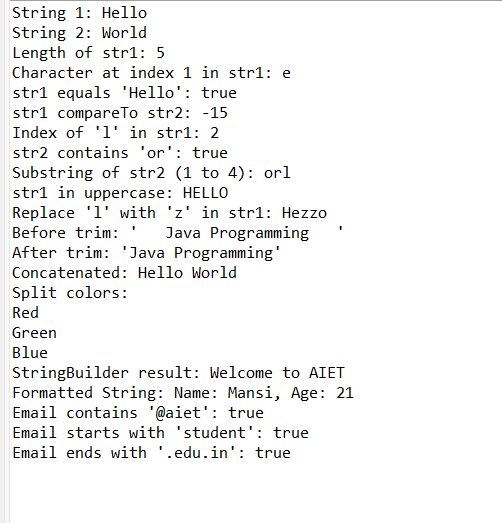 String 1: Hello
String 2: World
Length of str1: 5
Character at index 1 in str1: e
str1 equals 'Hello': true
str1 compareTo str2: -15
Index of 'l' in str1: 2
str2 contains 'or': true
Substring of str2 (1 to 4): orl
str1 in uppercase: HELLO
Replace 'l' with 'z' in str1: Hezzo
Before trim: '   Java Programming   '
After trim: 'Java Programming'
Concatenated: Hello World
Split colors:
Red
Green
Blue
StringBuilder result: Welcome to AIET
Formatted String: Name: Mansi, Age: 21
Email contains '@aiet': true
Email starts with 'student': true
Email ends with '.edu.in': true